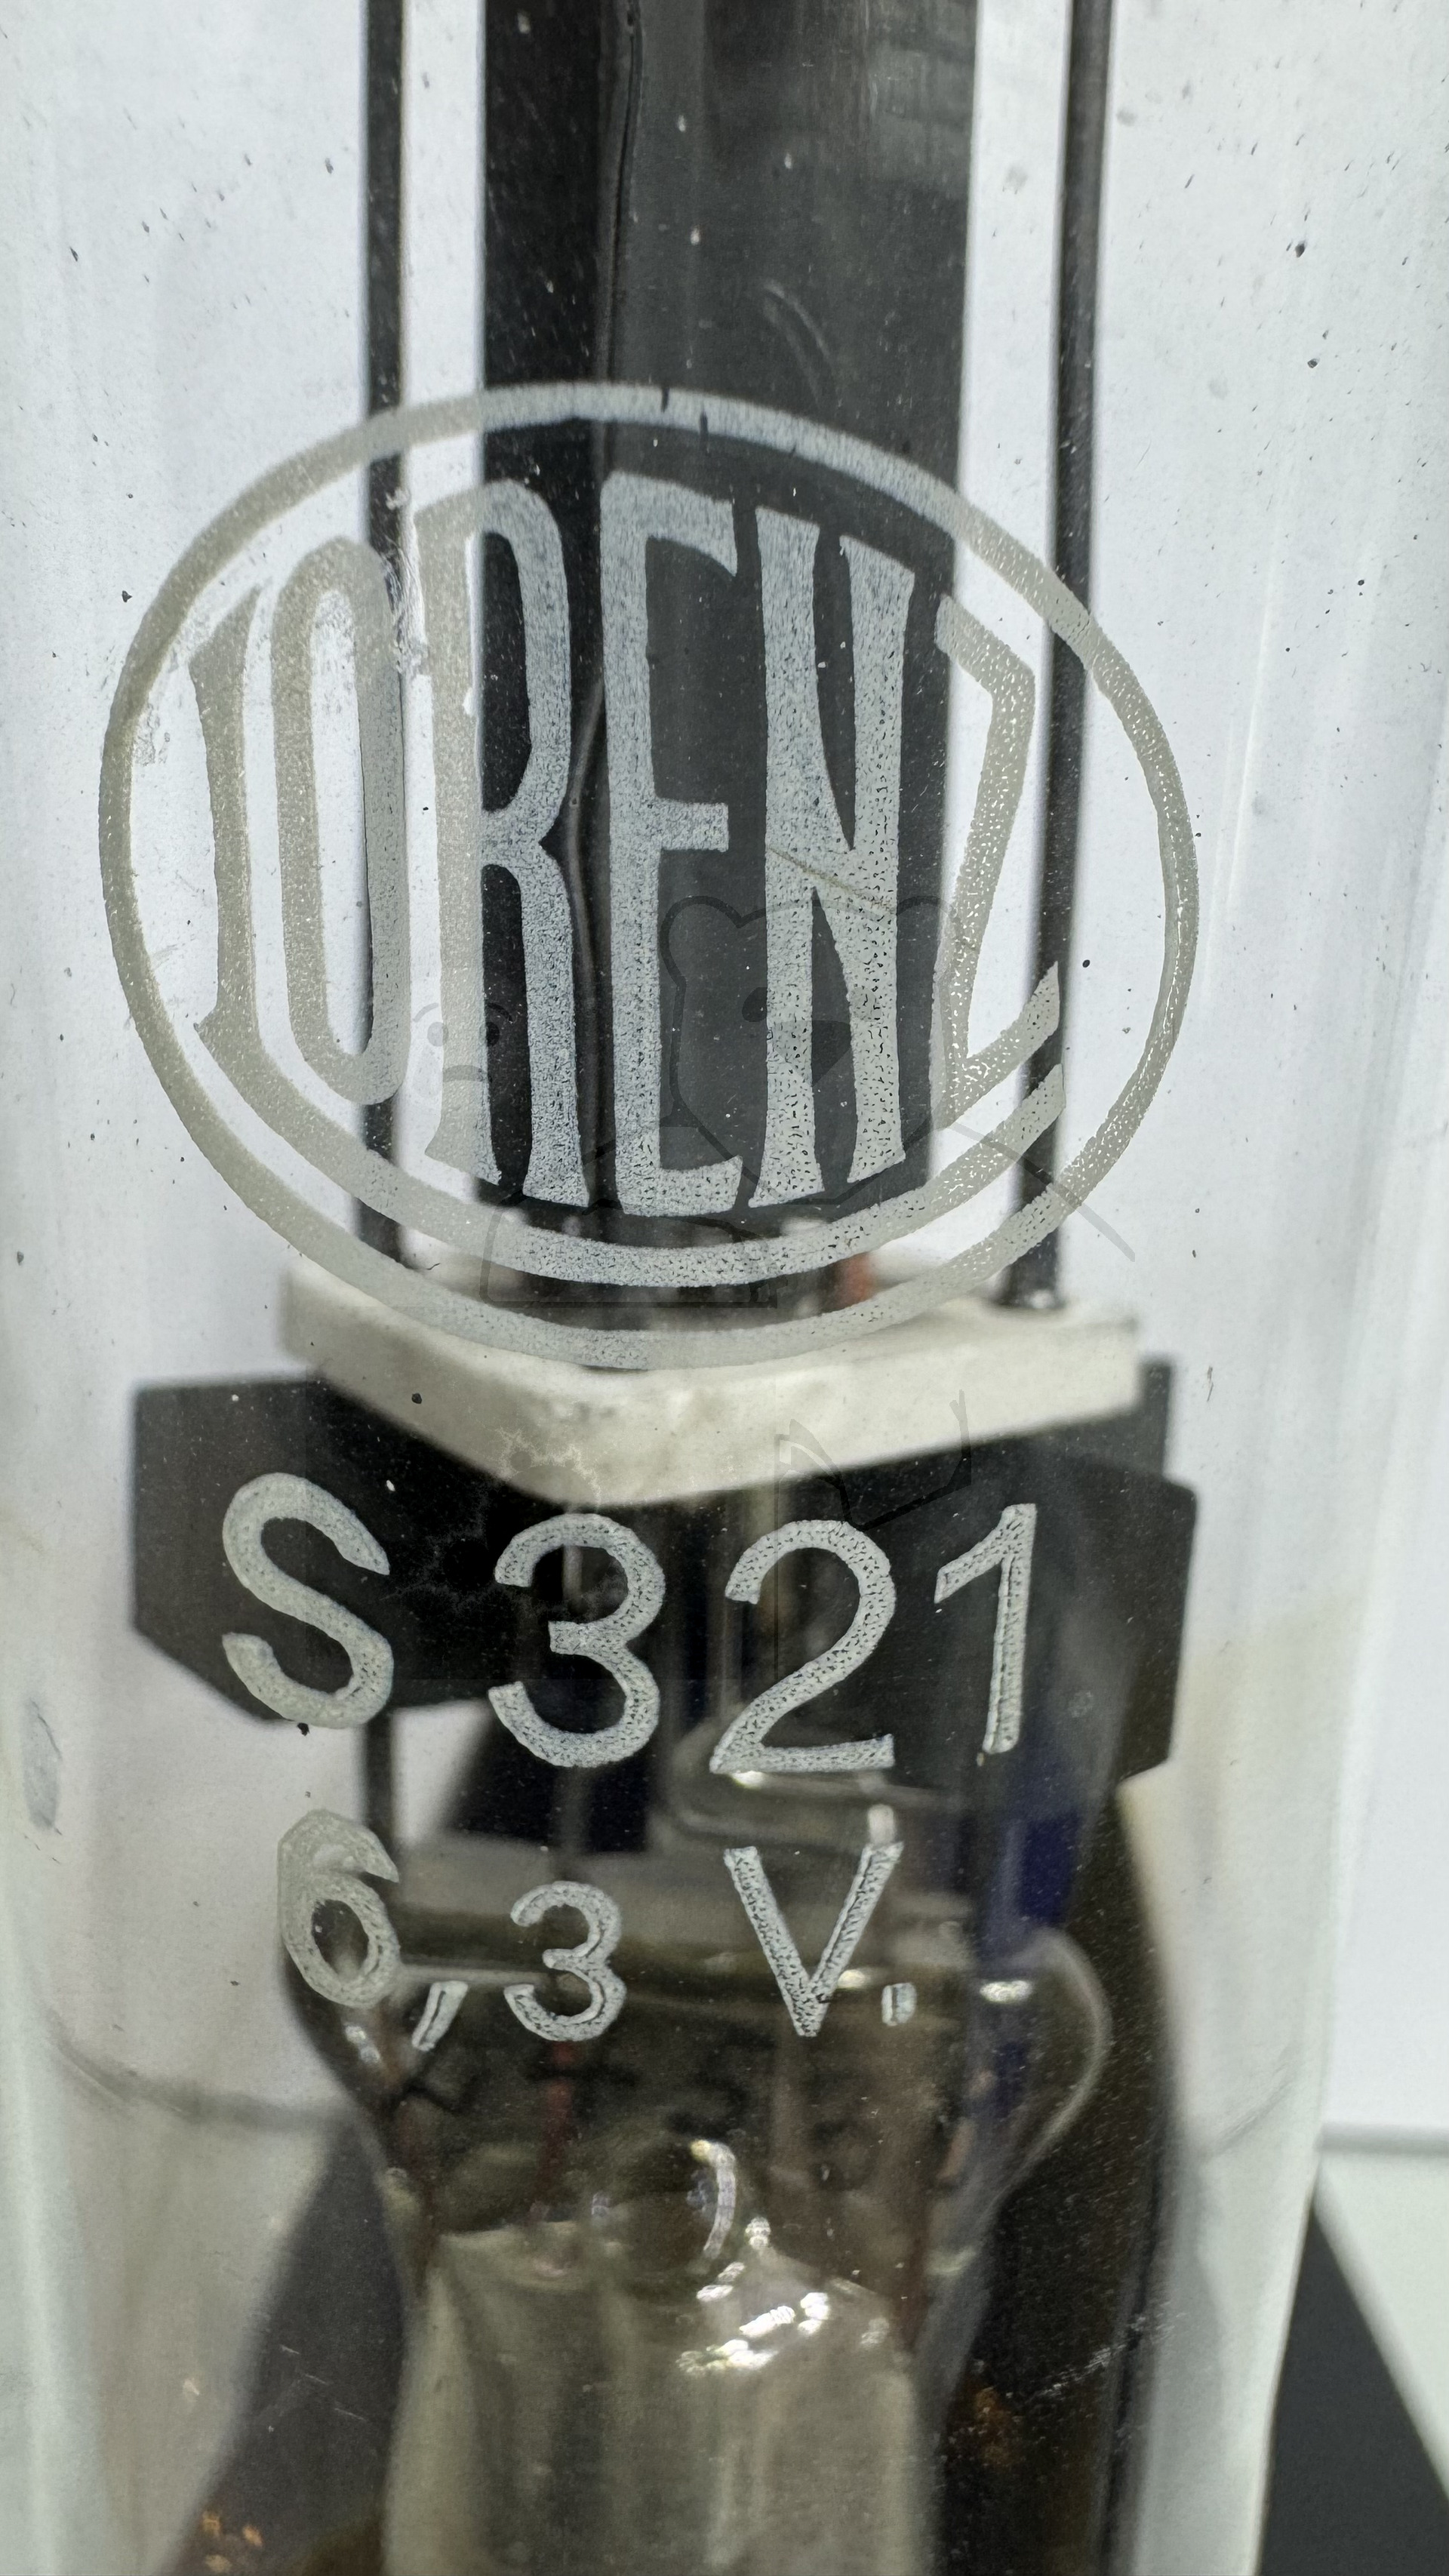 LORENZ
S 321
6,3 V.